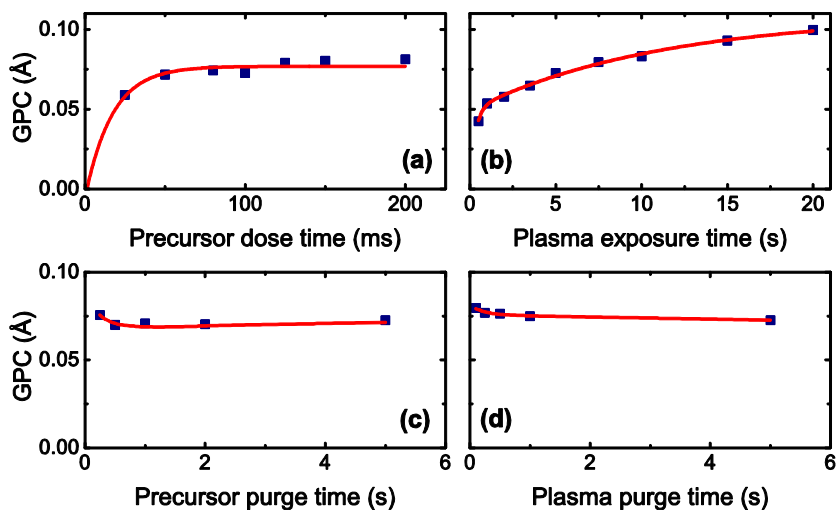 0.10
0.05
0.00
GPC (Å)
(a)
0 100 200
Precursor dose time (ms)
(b)
0 5 10 15 20
Plasma exposure time (s)
0.10
0.05
0.00
GPC (Å)
(c)
0 2 4 6
Precursor purge time (s)
(d)
0 2 4 6
Plasma purge time (s)